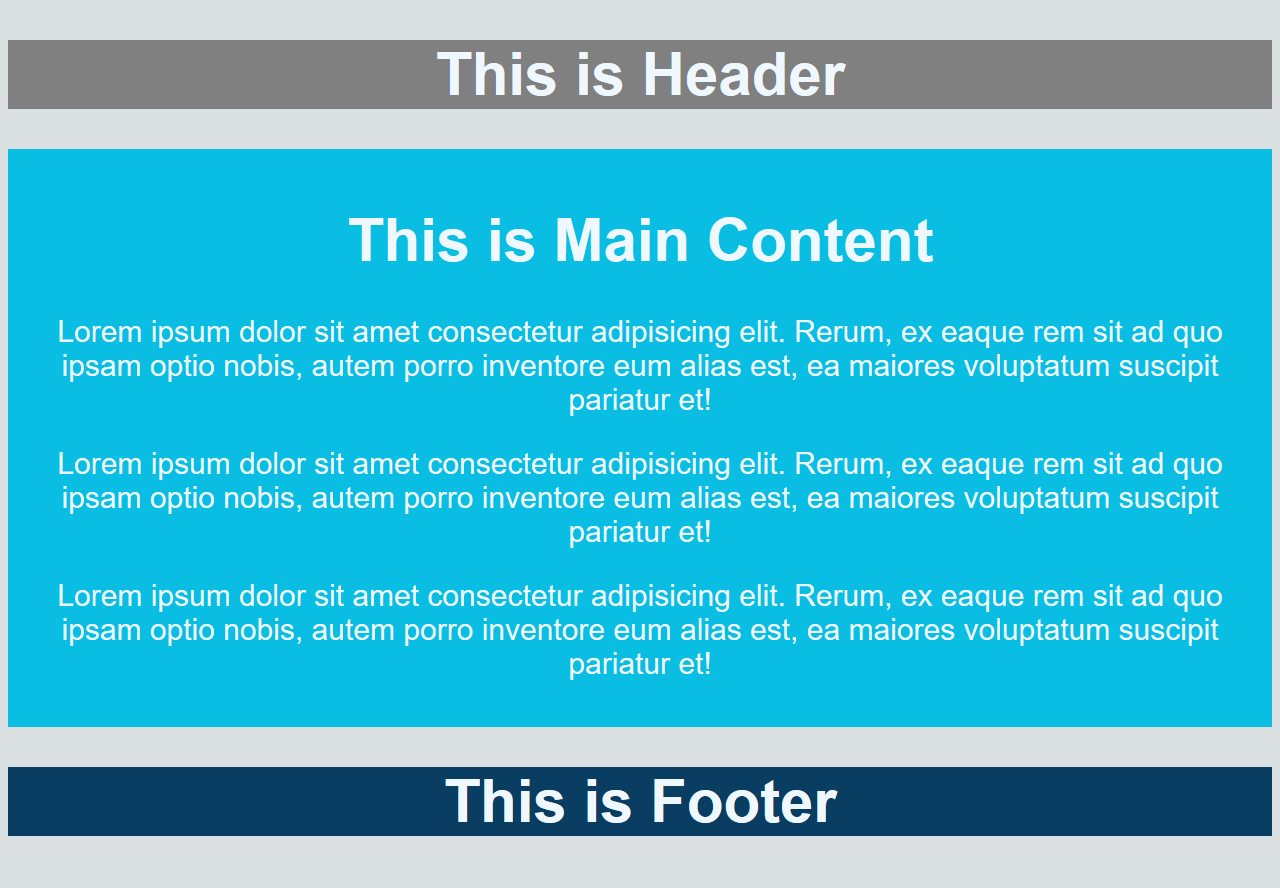 This is Header
This is Main Content
Lorem ipsum dolor sit amet consectetur adipisicing elit. Rerum, ex eaque rem sit ad quo
ipsam optio nobis, autem porro inventore eum alias est, ea maiores voluptatum suscipit
pariatur et!
Lorem ipsum dolor sit amet consectetur adipisicing elit. Rerum, ex eaque rem sit ad quo
ipsam optio nobis, autem porro inventore eum alias est, ea maiores voluptatum suscipit
pariatur et!
Lorem ipsum dolor sit amet consectetur adipisicing elit. Rerum, ex eaque rem sit ad quo
ipsam optio nobis, autem porro inventore eum alias est, ea maiores voluptatum suscipit
pariatur et!
This is Footer